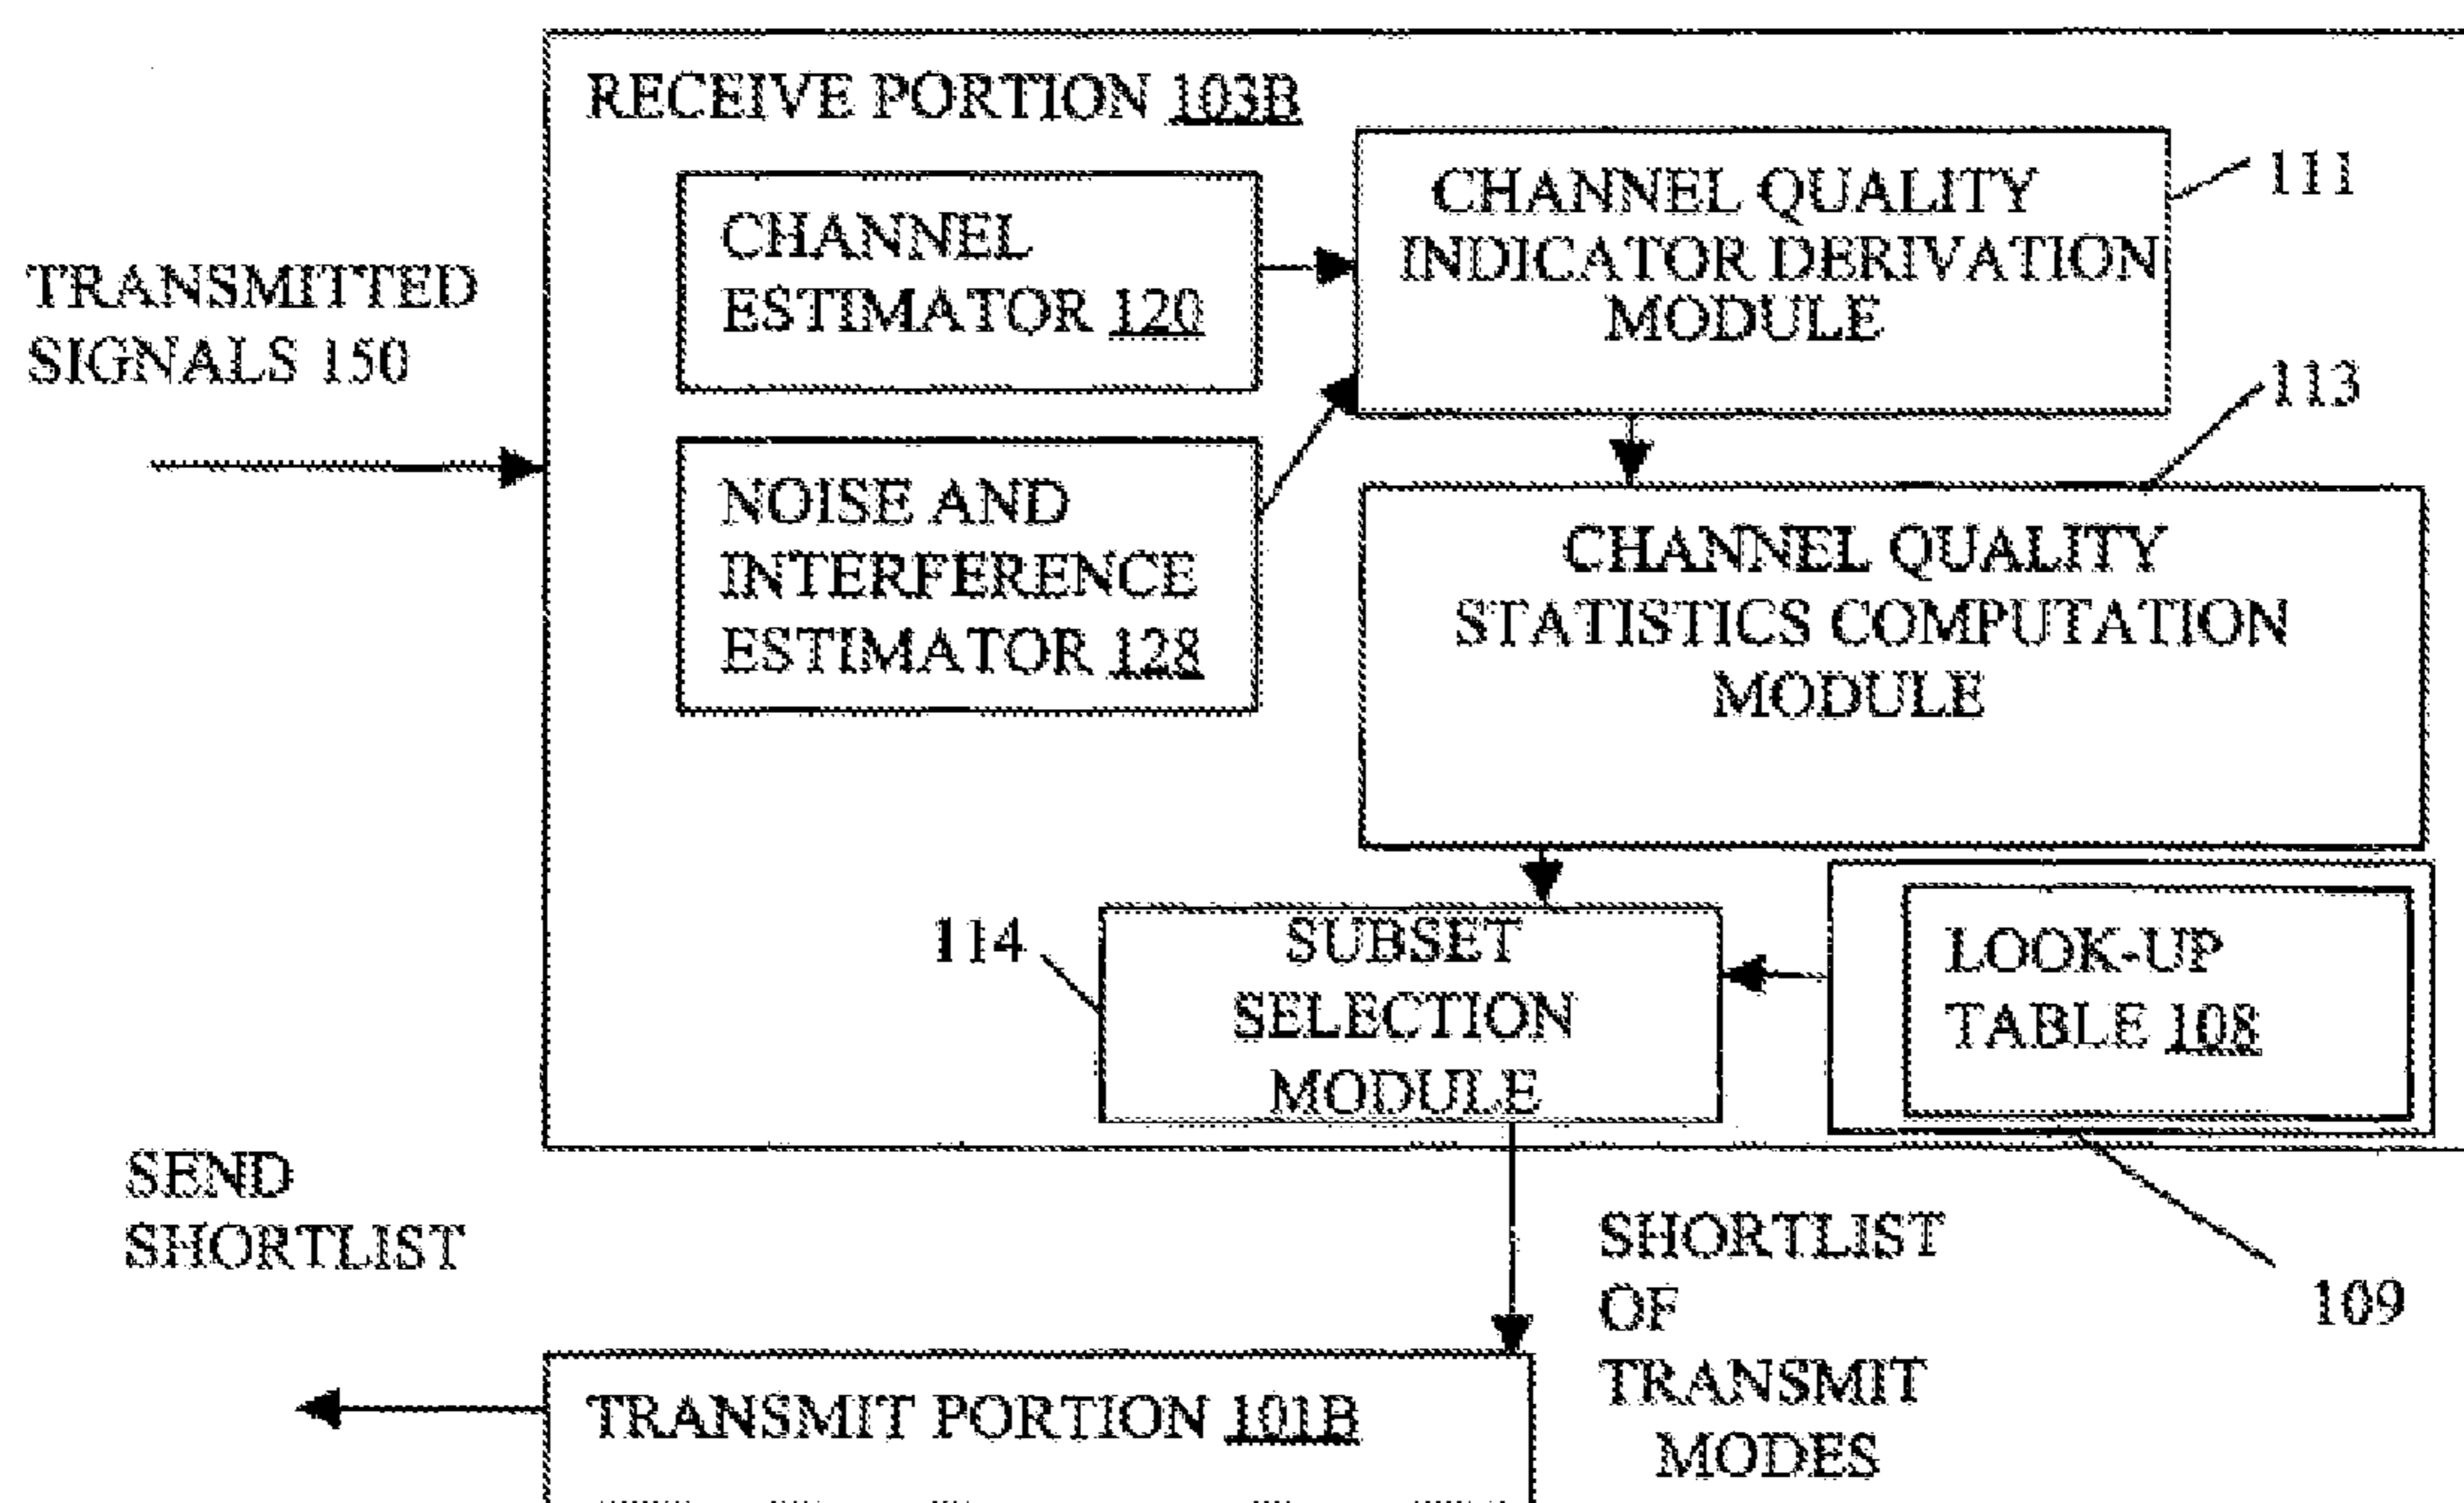 RECEIVE PORTION 103B
CHANNEL
ESTIMATOR 120
CHANNEL QUALITY
INDICATOR DERIVATION
MODULE
111
TRANSMITTED
SIGNALS 150
113
NOISE AND
INTERFERENCE
ESTIMATOR 128
CHANNEL QUALITY
STATISTICS COMPUTATION
MODULE
114
SUBSET
SELECTION
MODULE
LOOK-UP
TABLE 108
109
SEND
SHORTLIST
SHORTLIST
OF
TRANSMIT
MODES
TRANSMIT PORTION 101B